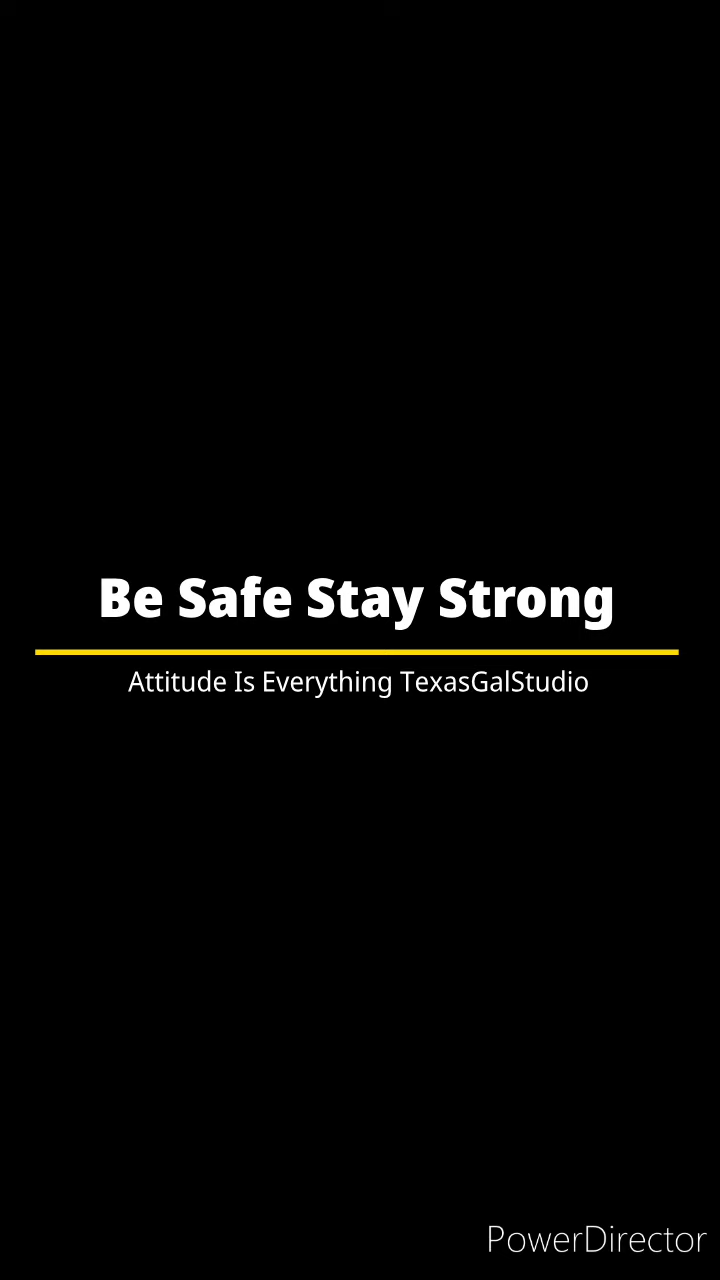 Be Safe Stay Strong
Attitude Is Everything TexasGalStudio
PowerDirector